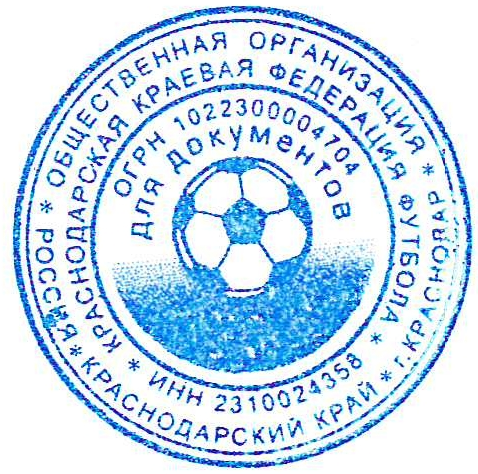 * ОБЩЕСТВЕННАЯ ОРГАНИЗАЦИЯ * г.КРАСНОДАР * КРАСНОДАРСКИЙ КРАЙ * РОССИЯ
* КРАСНОДАРСКАЯ КРАЕВАЯ ФЕДЕРАЦИЯ ФУТБОЛА *
ОГРН 1022300004704
* ИНН 2310024358 *
для документов